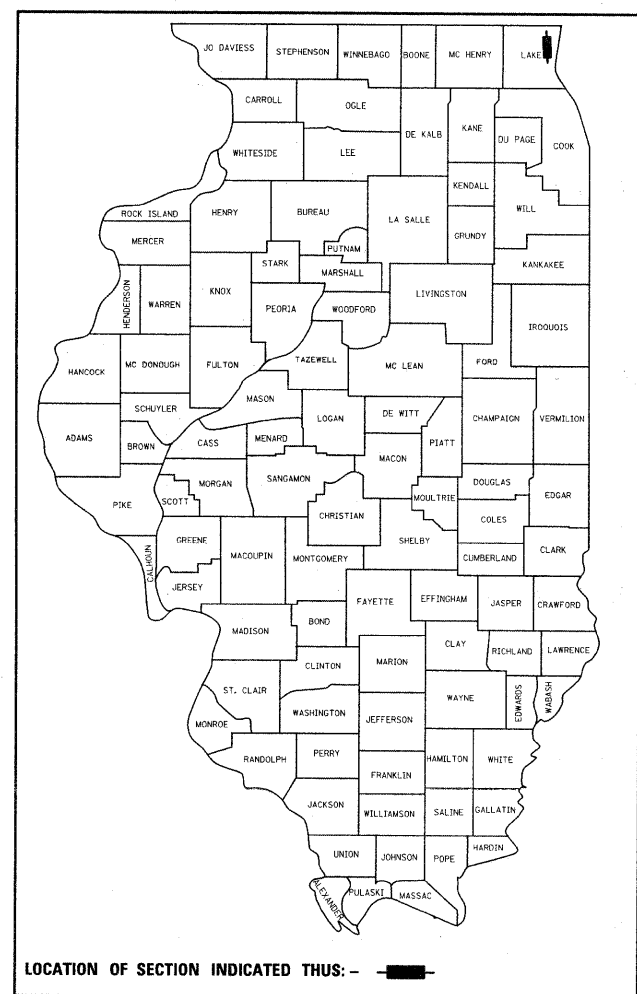 JO DAVIESS STEPHENSON WINNEBAGO BOONE MC HENRY LAKE
CARROLL OGLE DE KALB KANE DU PAGE COOK
WHITESIDE LEE
KENDALL WILL
ROCK ISLAND HENRY BUREAU LA SALLE GRUNDY
MERCER PUTNAM
STARK MARSHALL KANKAKEE
HENDERSON WARREN KNOX PEORIA WOODFORD LIVINGSTON IROQUOIS
HANCOCK MC DONOUGH FULTON TAZEWELL MC LEAN FORD
SCHUYLER MASON
LOGAN DE WITT CHAMPAIGN VERMILION
ADAMS BROWN CASS MENARD MACON PIATT
MORGAN SANGAMON DOUGLAS
PIKE SCOTT CHRISTIAN MOULTRIE COLES EDGAR
GREENE SHELBY
CALHOUN MACOUPIN MONTGOMERY CUMBERLAND CLARK
JERSEY
FAYETTE EFFINGHAM JASPER CRAWFORD
MADISON BOND
CLAY RICHLAND LAWRENCE
CLINTON MARION
ST. CLAIR WAYNE EDWARDS WABASH
WASHINGTON JEFFERSON
MONROE
RANDOLPH PERRY HAMILTON WHITE
FRANKLIN
JACKSON WILLIAMSON SALINE GALLATIN
UNION JOHNSON POPE HARDIN
ALEXANDER PULASKI MASSAC
LOCATION OF SECTION INDICATED THUS: -